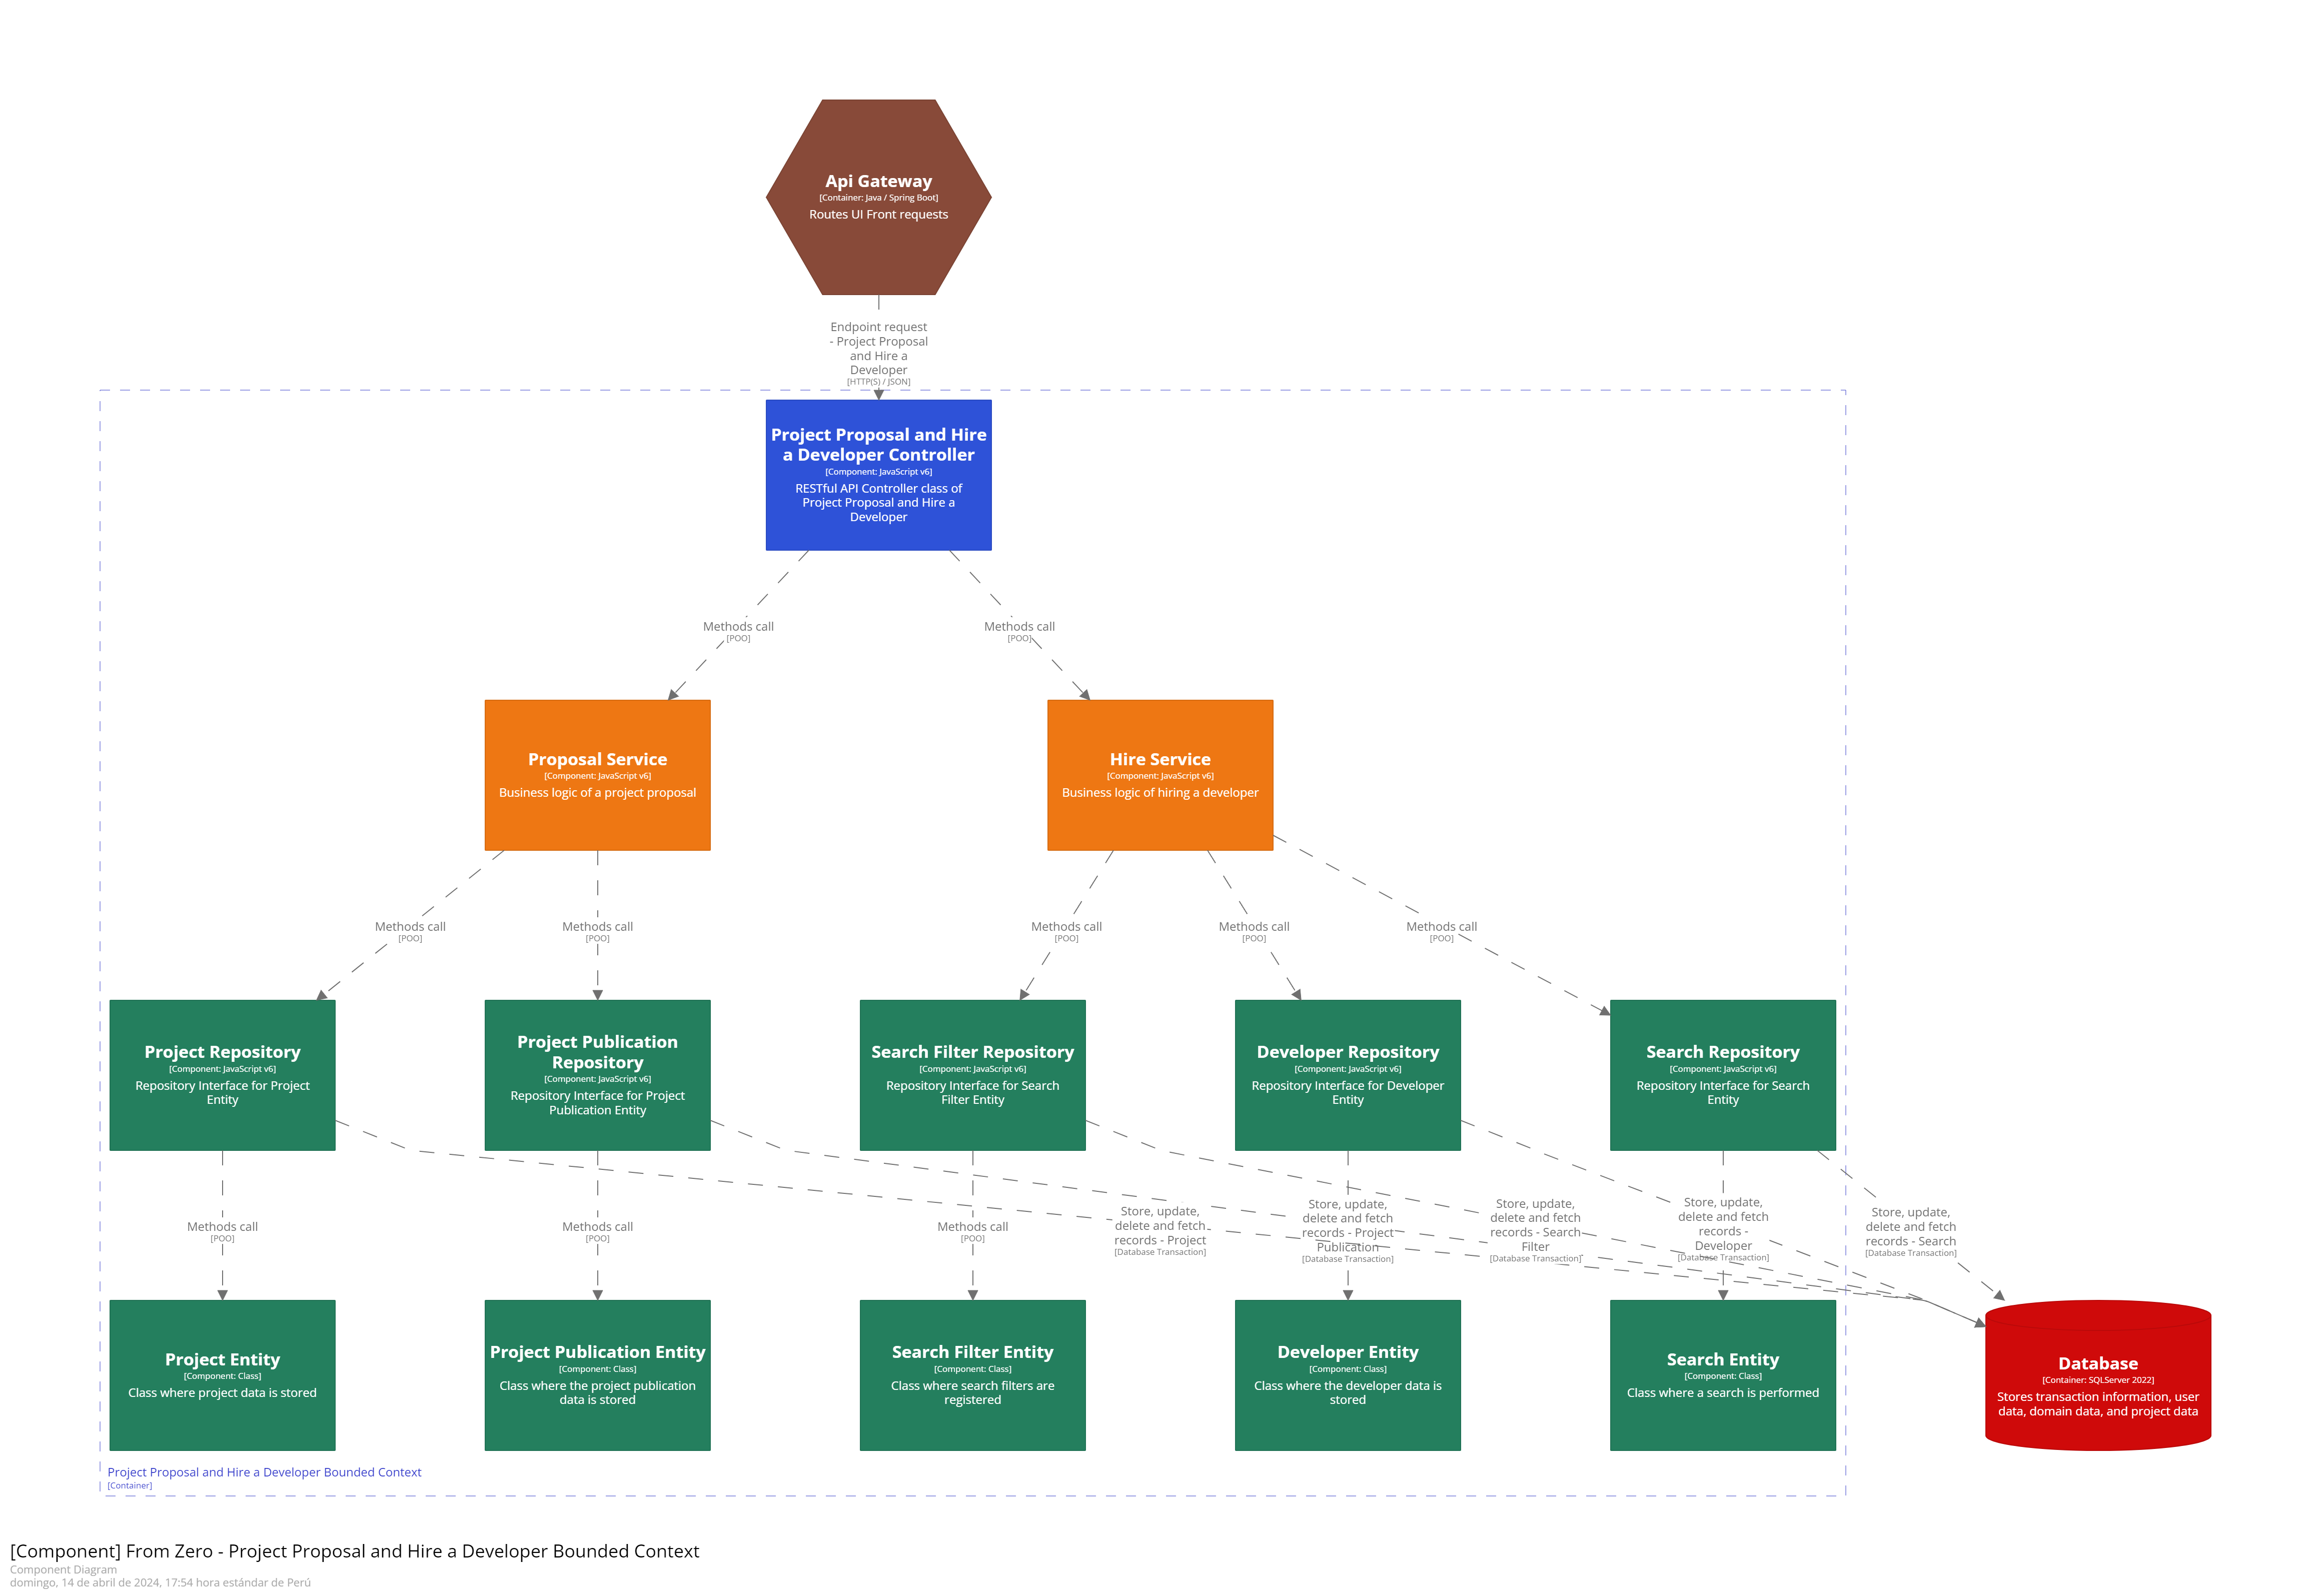 Api Gateway
[Container: Java / Spring Boot]
Routes UI Front requests
Endpoint request
- Project Proposal
and Hire a
Developer
[HTTP(S) / JSON]
Project Proposal and Hire
a Developer Controller
[Component: JavaScript v6]
RESTful API Controller class of
Project Proposal and Hire a
Developer
Methods call
[POO]
Methods call
[POO]
Proposal Service
[Component: JavaScript v6]
Business logic of a project proposal
Hire Service
[Component: JavaScript v6]
Business logic of hiring a developer
Methods call
[POO]
Methods call
[POO]
Methods call
[POO]
Methods call
[POO]
Methods call
[POO]
Project Repository
[Component: JavaScript v6]
Repository Interface for Project
Entity
Project Publication
Repository
[Component: JavaScript v6]
Repository Interface for Project
Publication Entity
Search Filter Repository
[Component: JavaScript v6]
Repository Interface for Search
Filter Entity
Developer Repository
[Component: JavaScript v6]
Repository Interface for Developer
Entity
Search Repository
[Component: JavaScript v6]
Repository Interface for Search
Entity
Methods call
[POO]
Methods call
[POO]
Methods call
[POO]
Store, update,
delete and fetch
records - Project
[Database Transaction]
Store, update,
delete and fetch
records - Project
Publication
[Database Transaction]
Store, update,
delete and fetch
records - Search
Filter
[Database Transaction]
Store, update,
delete and fetch
records -
Developer
[Database Transaction]
Store, update,
delete and fetch
records - Search
[Database Transaction]
Project Entity
[Component: Class]
Class where project data is stored
Project Publication Entity
[Component: Class]
Class where the project publication
data is stored
Search Filter Entity
[Component: Class]
Class where search filters are
registered
Developer Entity
[Component: Class]
Class where the developer data is
stored
Search Entity
[Component: Class]
Class where a search is performed
Database
[Container: SQLServer 2022]
Stores transaction information, user
data, domain data, and project data
Project Proposal and Hire a Developer Bounded Context
[Container]
[Component] From Zero - Project Proposal and Hire a Developer Bounded Context
Component Diagram
domingo, 14 de abril de 2024, 17:54 hora estándar de Perú